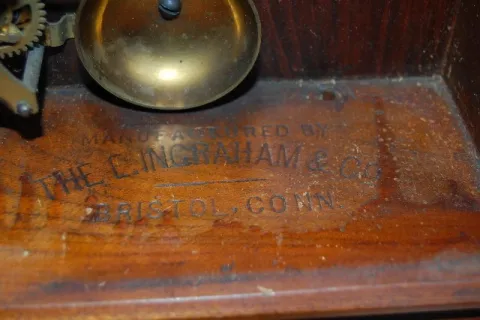 MANUFACTURED BY
THE E. INGRAHAM & CO.
BRISTOL, CONN.